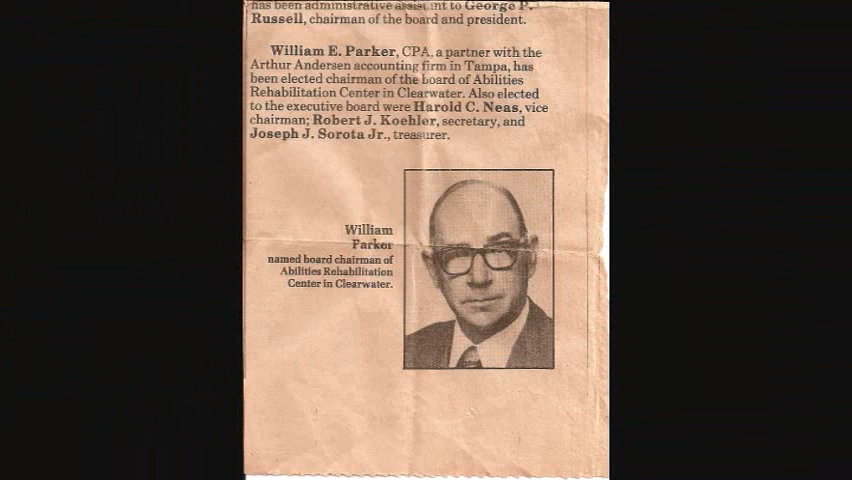 has been administrative assistant to George P.
Russell, chairman of the board and president.
William E. Parker, CPA, a partner with the
Arthur Andersen accounting firm in Tampa, has
been elected chairman of the board of Abilities
Rehabilitation Center in Clearwater. Also elected
to the executive board were Harold C. Neas, vice
chairman; Robert J. Koehler, secretary, and
Joseph J. Sorota Jr., treasurer.
William
Parker
named board chairman of
Abilities Rehabilitation
Center in Clearwater.